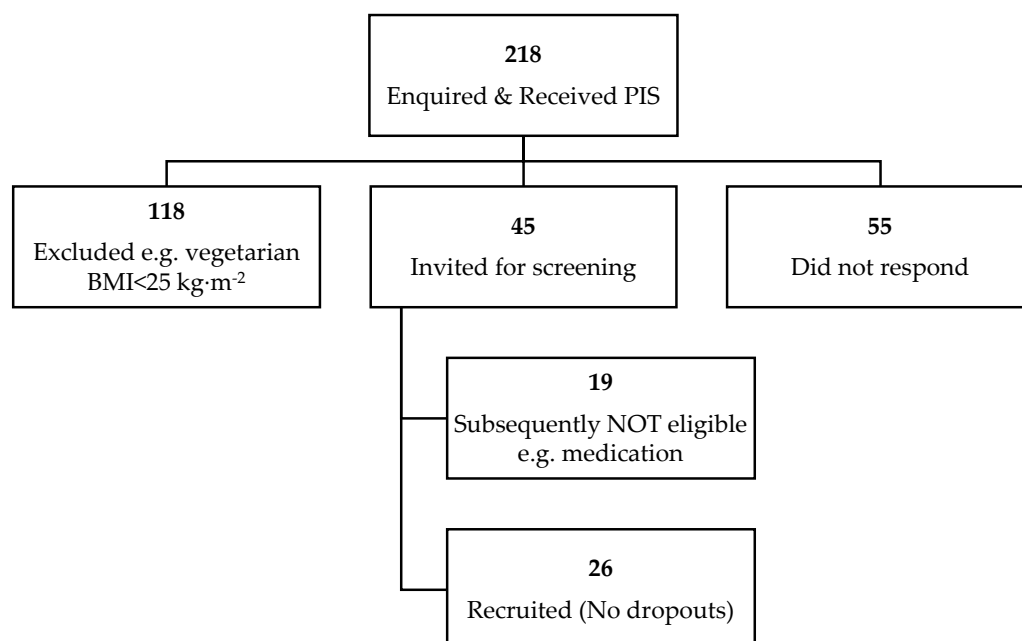 218
Enquired & Received PIS
118
Excluded e.g. vegetarian
BMI<25 kg·m⁻²
45
Invited for screening
55
Did not respond
19
Subsequently NOT eligible
e.g. medication
26
Recruited (No dropouts)